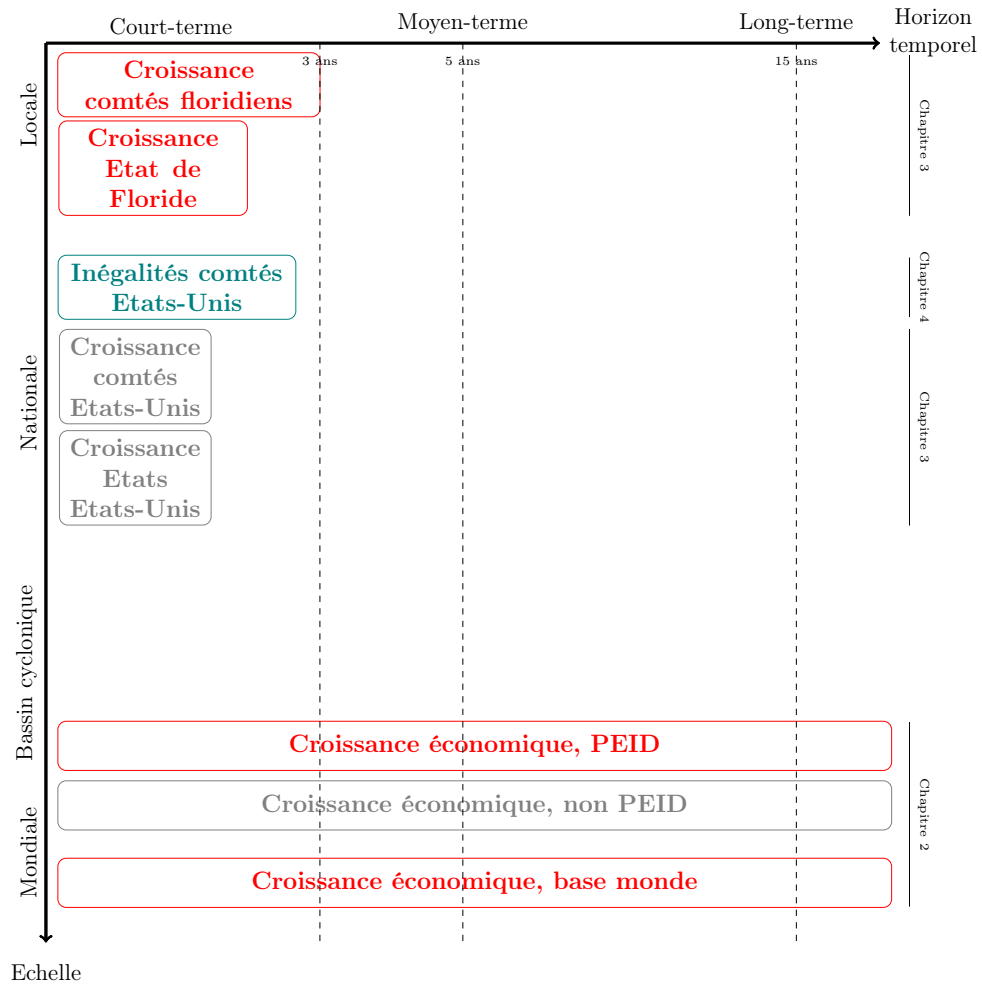 Court-terme
Moyen-terme
Long-terme
Horizon
temporel
3 ans
5 ans
15 ans
Locale
Croissance
comtés floridiens
Croissance
Etat de
Floride
Chapitre 3
Inégalités comtés
Etats-Unis
Chapitre 4
Nationale
Croissance
comtés
Etats-Unis
Croissance
Etats
Etats-Unis
Chapitre 3
Bassin cyclonique
Croissance économique, PEID
Croissance économique, non PEID
Chapitre 2
Mondiale
Croissance économique, base monde
Echelle